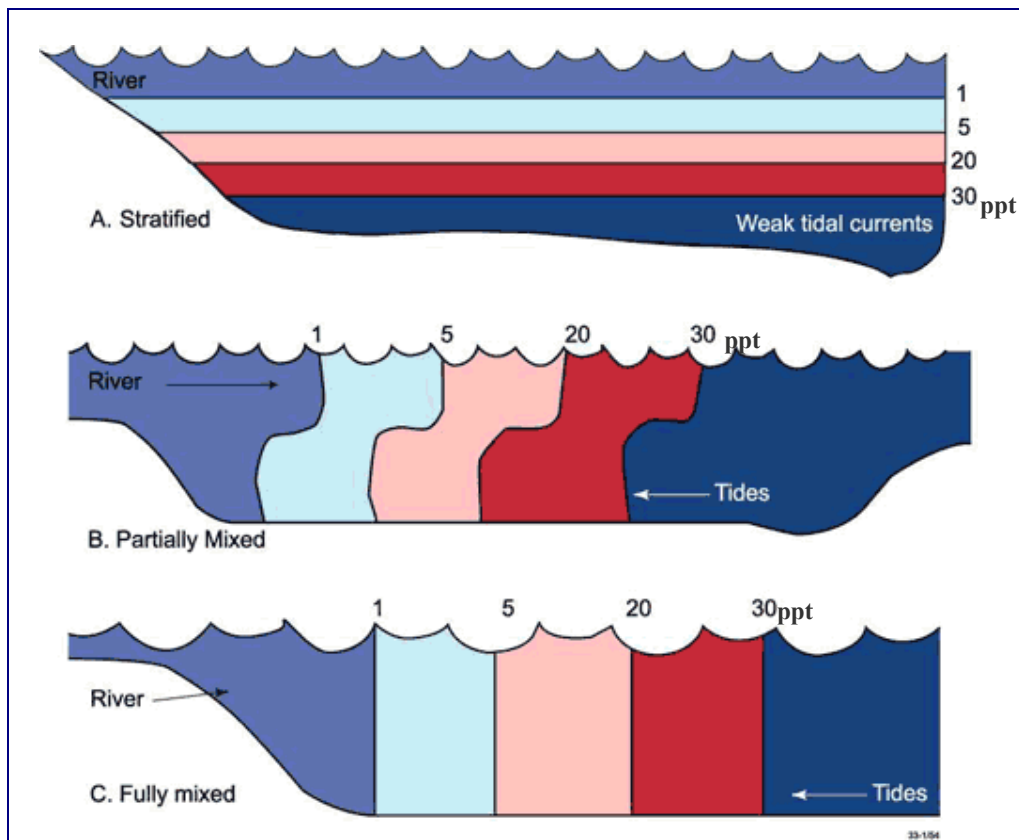 River
1
5
20
30 ppt
A. Stratified
Weak tidal currents
1 5 20 30 ppt
River
Tides
B. Partially Mixed
1 5 20 30 ppt
River
Tides
C. Fully mixed
33-1/54